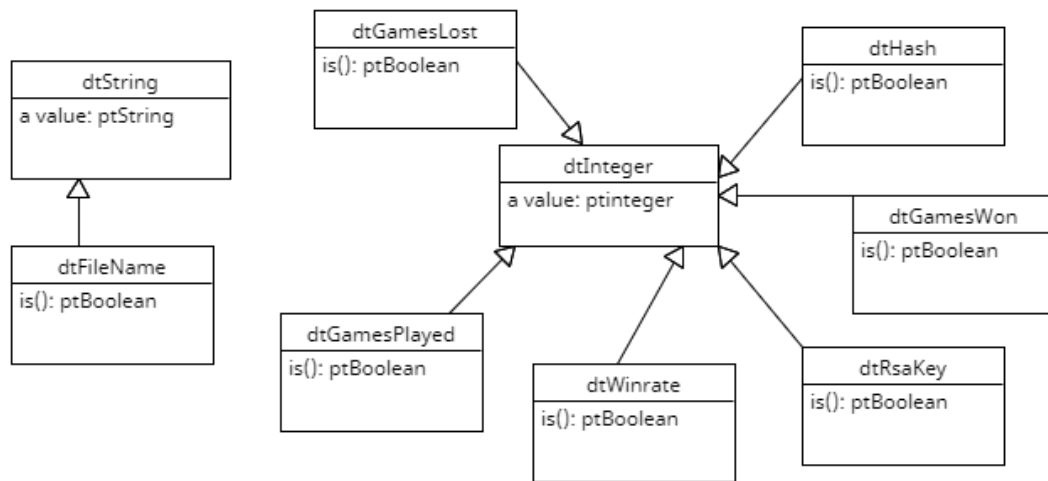 dtGamesLost
is(): ptBoolean
dtHash
is(): ptBoolean
dtString
a value: ptString
dtInteger
a value: ptinteger
dtGamesWon
is(): ptBoolean
dtFileName
is(): ptBoolean
dtGamesPlayed
is(): ptBoolean
dtWinrate
is(): ptBoolean
dtRsaKey
is(): ptBoolean